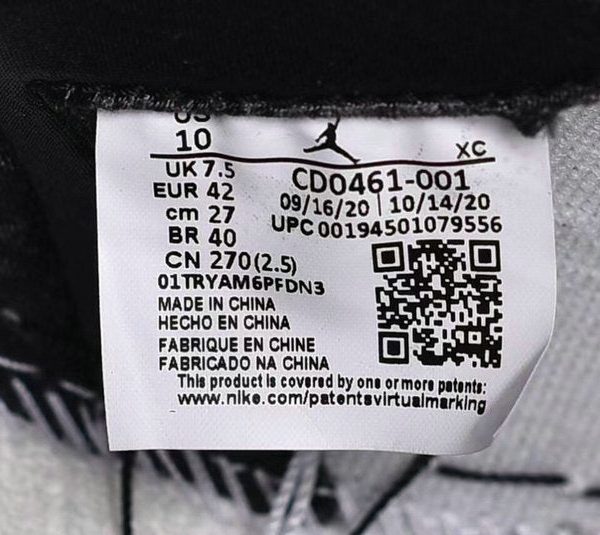 US
10
XC
UK 7.5
EUR 42
cm 27
BR 40
CN 270(2.5)
01TRYAM6PFDN3
CD0461-001
09/16/20 | 10/14/20
UPC 00194501079556
MADE IN CHINA
HECHO EN CHINA
FABRIQUE EN CHINE
FABRICADO NA CHINA
This product is covered by one or more patents:
www.nike.com/patentsvirtualmarking